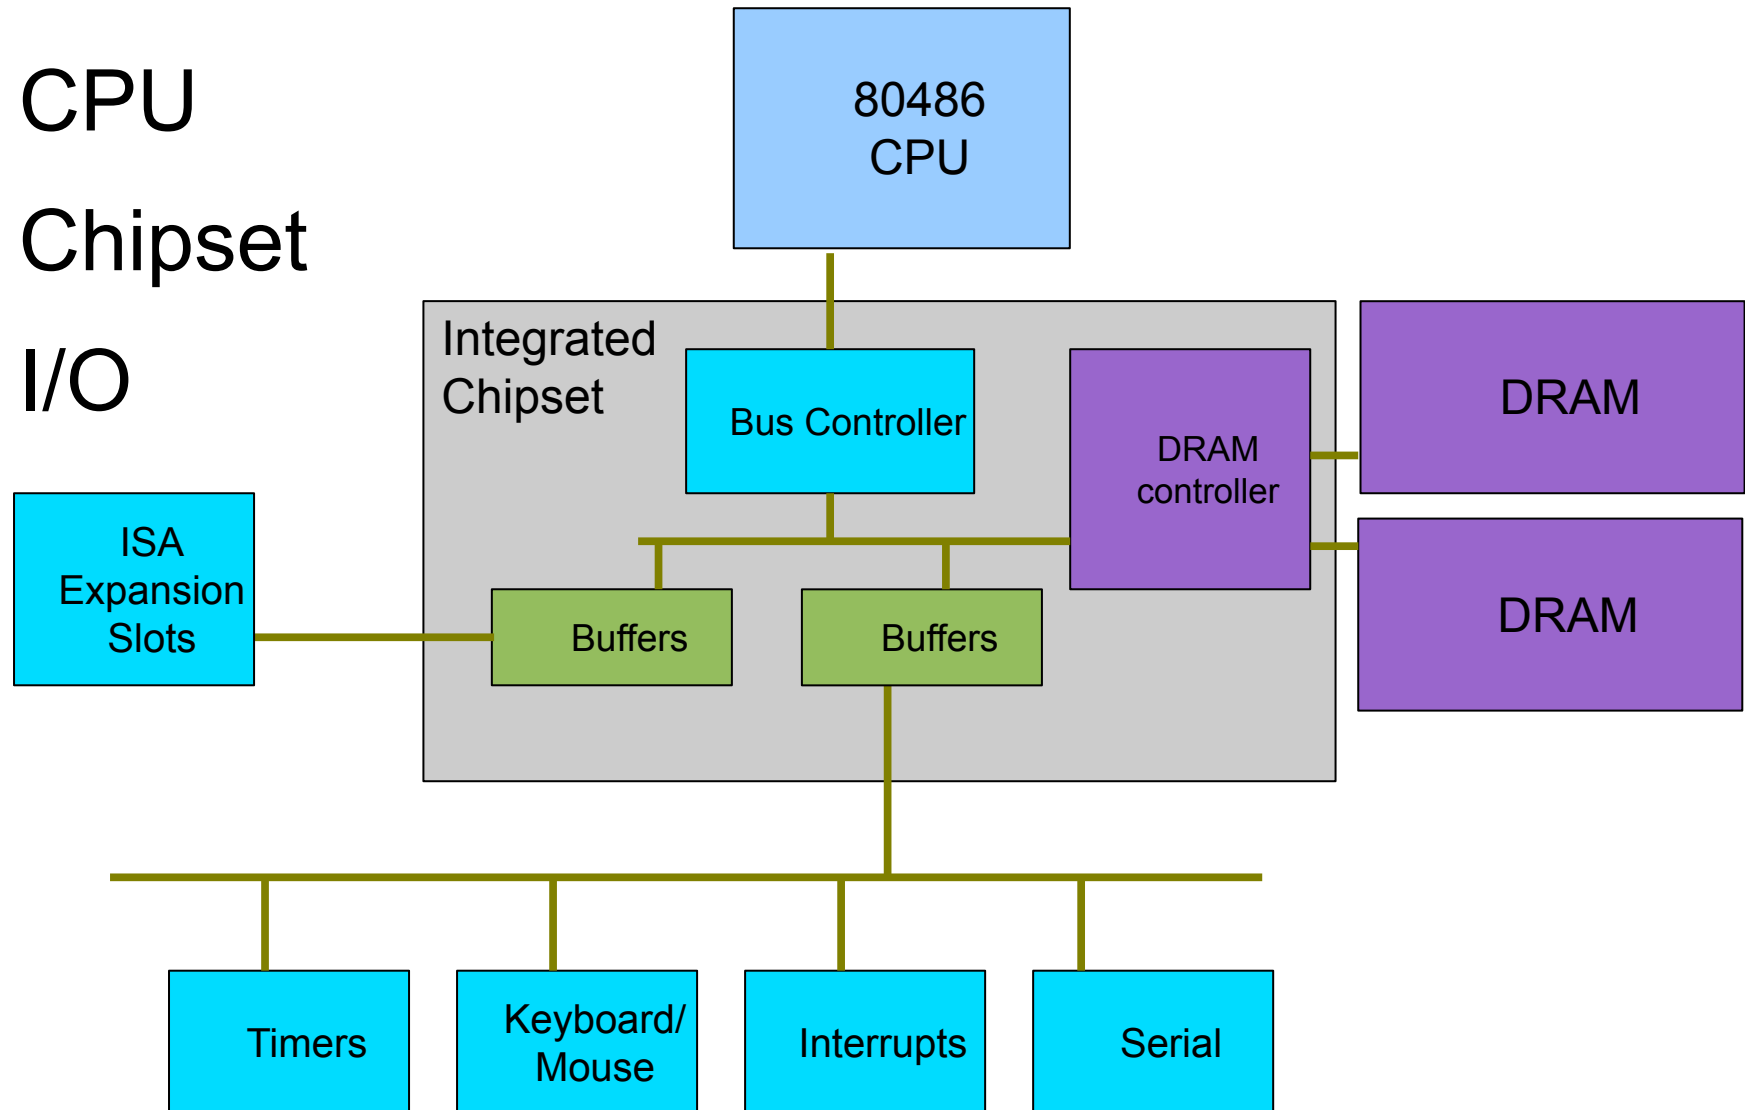 CPU
Chipset
I/O
80486
CPU
Integrated
Chipset
Bus Controller
DRAM
controller
DRAM
DRAM
ISA
Expansion
Slots
Buffers
Buffers
Timers
Keyboard/
Mouse
Interrupts
Serial